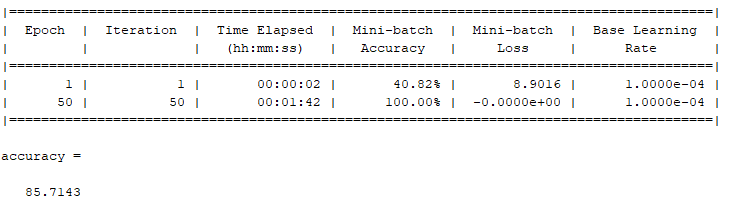 |========================================================================================|
| Epoch | Iteration | Time Elapsed | Mini-batch | Mini-batch | Base Learning |
| | | (hh:mm:ss) | Accuracy | Loss | Rate |
|========================================================================================|
| 1 | 1 | 00:00:02 | 40.82% | 8.9016 | 1.0000e-04 |
| 50 | 50 | 00:01:42 | 100.00% | -0.0000e+00 | 1.0000e-04 |
|========================================================================================|
accuracy =
85.7143